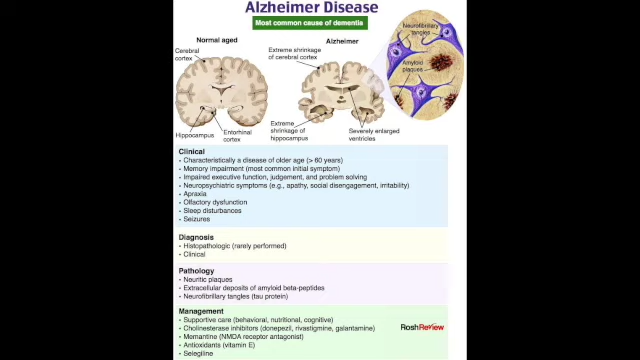 Alzheimer Disease
Most common cause of dementia
Normal aged
Alzheimer
Cerebral
cortex
Extreme shrinkage
of cerebral cortex
Neurofibrillary
tangles
Amyloid
plaques
Hippocampus
Entorhinal
cortex
Extreme
shrinkage of
hippocampus
Severely enlarged
ventricles
Clinical
• Characteristically a disease of older age (> 60 years)
• Memory impairment (most common initial symptom)
• Impaired executive function, judgement, and problem solving
• Neuropsychiatric symptoms (e.g., apathy, social disengagement, irritability)
• Apraxia
• Olfactory dysfunction
• Sleep disturbances
• Seizures
Diagnosis
• Histopathologic (rarely performed)
• Clinical
Pathology
• Neuritic plaques
• Extracellular deposits of amyloid beta-peptides
• Neurofibrillary tangles (tau protein)
Management
• Supportive care (behavioral, nutritional, cognitive)
• Cholinesterase inhibitors (donepezil, rivastigmine, galantamine)
• Memantine (NMDA receptor antagonist)
• Antioxidants (vitamin E)
• Selegiline
RoshReview